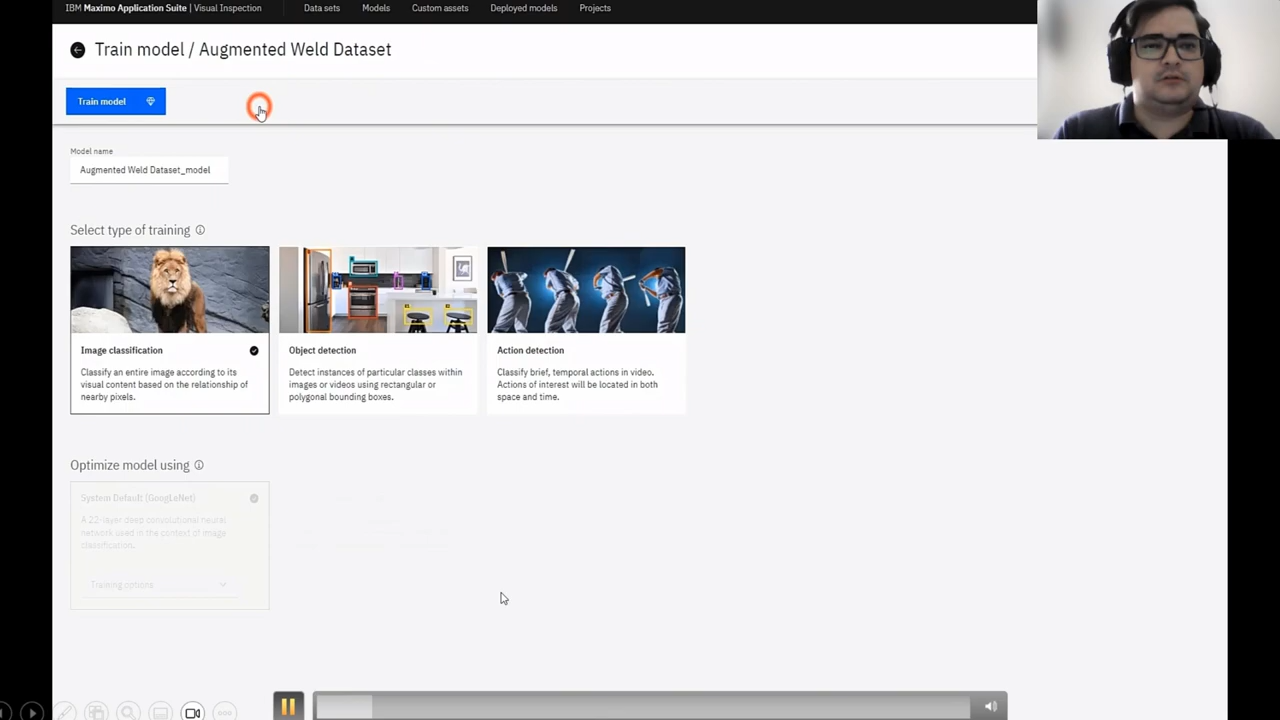 IBM Maximo Application Suite | Visual Inspection Data sets Models Custom assets Deployed models Projects
Train model / Augmented Weld Dataset
Train model
Model name
Augmented Weld Dataset_model
Select type of training
Image classification
Classify an entire image according to its
visual content based on the relationship of
nearby pixels.
Object detection
Detect instances of particular classes within
images or videos using rectangular or
polygonal bounding boxes.
Action detection
Classify brief, temporal actions in video.
Actions of interest will be located in both
space and time.
Optimize model using
System Default (GoogLeNet)
A 22-layer deep convolutional neural
network used in the context of image
classification.
Training options